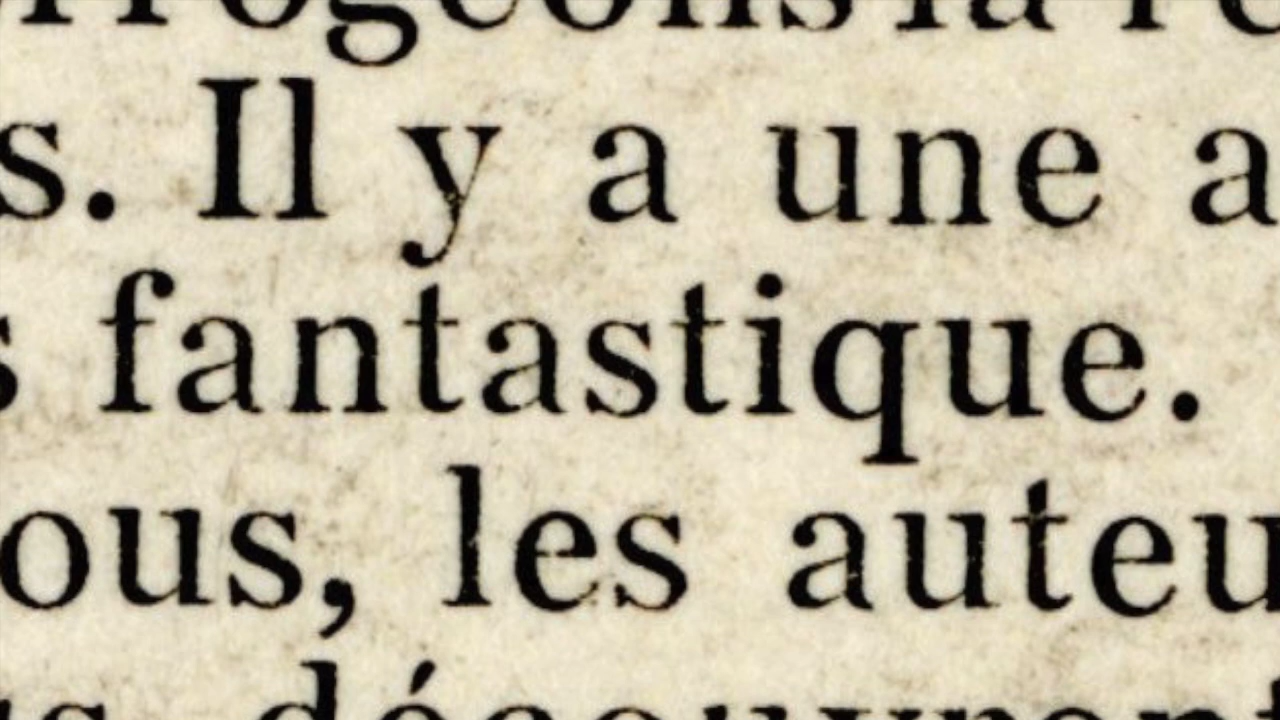 s. Il y a une a
s fantastique.
ous, les auteu